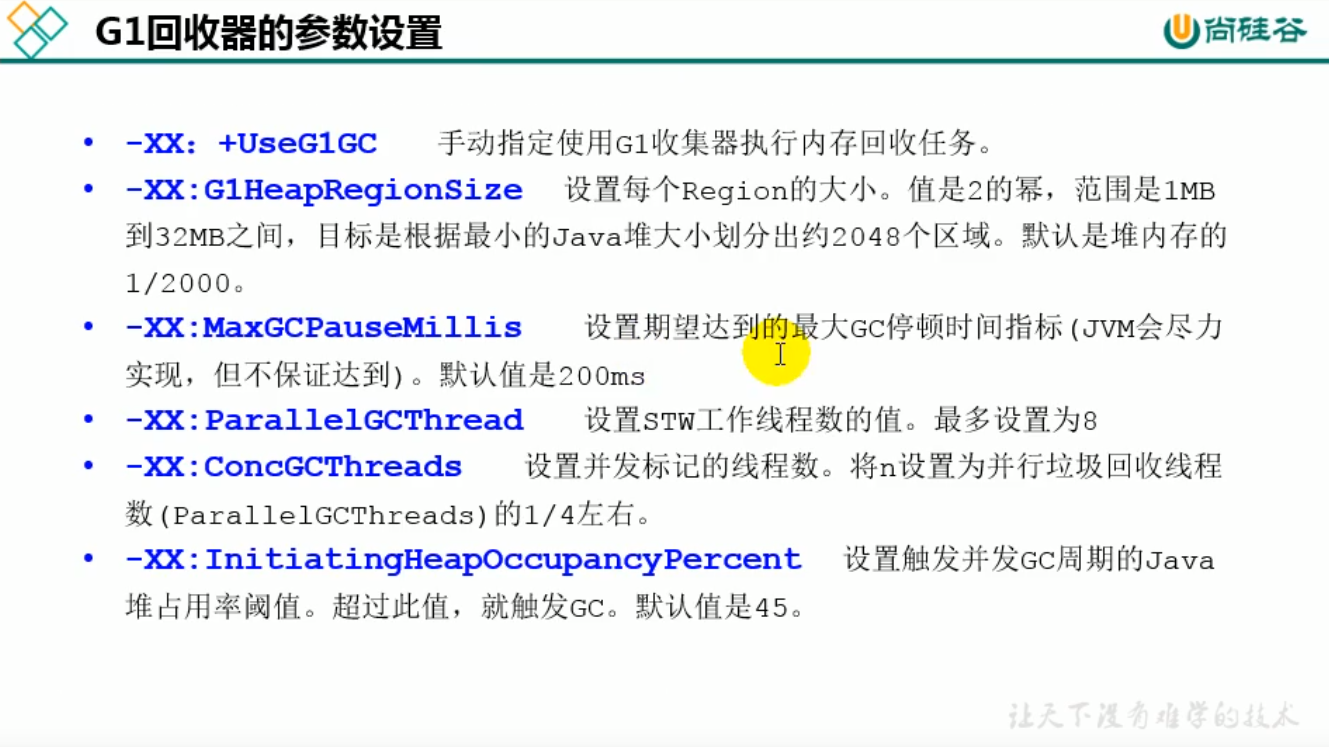 G1回收器的参数设置
尚硅谷
• -XX：+UseG1GC 手动指定使用G1收集器执行内存回收任务。
• -XX:G1HeapRegionSize 设置每个Region的大小。值是2的幂，范围是1MB
到32MB之间，目标是根据最小的Java堆大小划分出约2048个区域。默认是堆内存的
1/2000。
• -XX:MaxGCPauseMillis 设置期望达到的最大GC停顿时间指标(JVM会尽力
实现，但不保证达到)。默认值是200ms
• -XX:ParallelGCThread 设置STW工作线程数的值。最多设置为8
• -XX:ConcGCThreads 设置并发标记的线程数。将n设置为并行垃圾回收线程
数(ParallelGCThreads)的1/4左右。
• -XX:InitiatingHeapOccupancyPercent 设置触发并发GC周期的Java
堆占用率阈值。超过此值，就触发GC。默认值是45。
让天下没有难学的技术